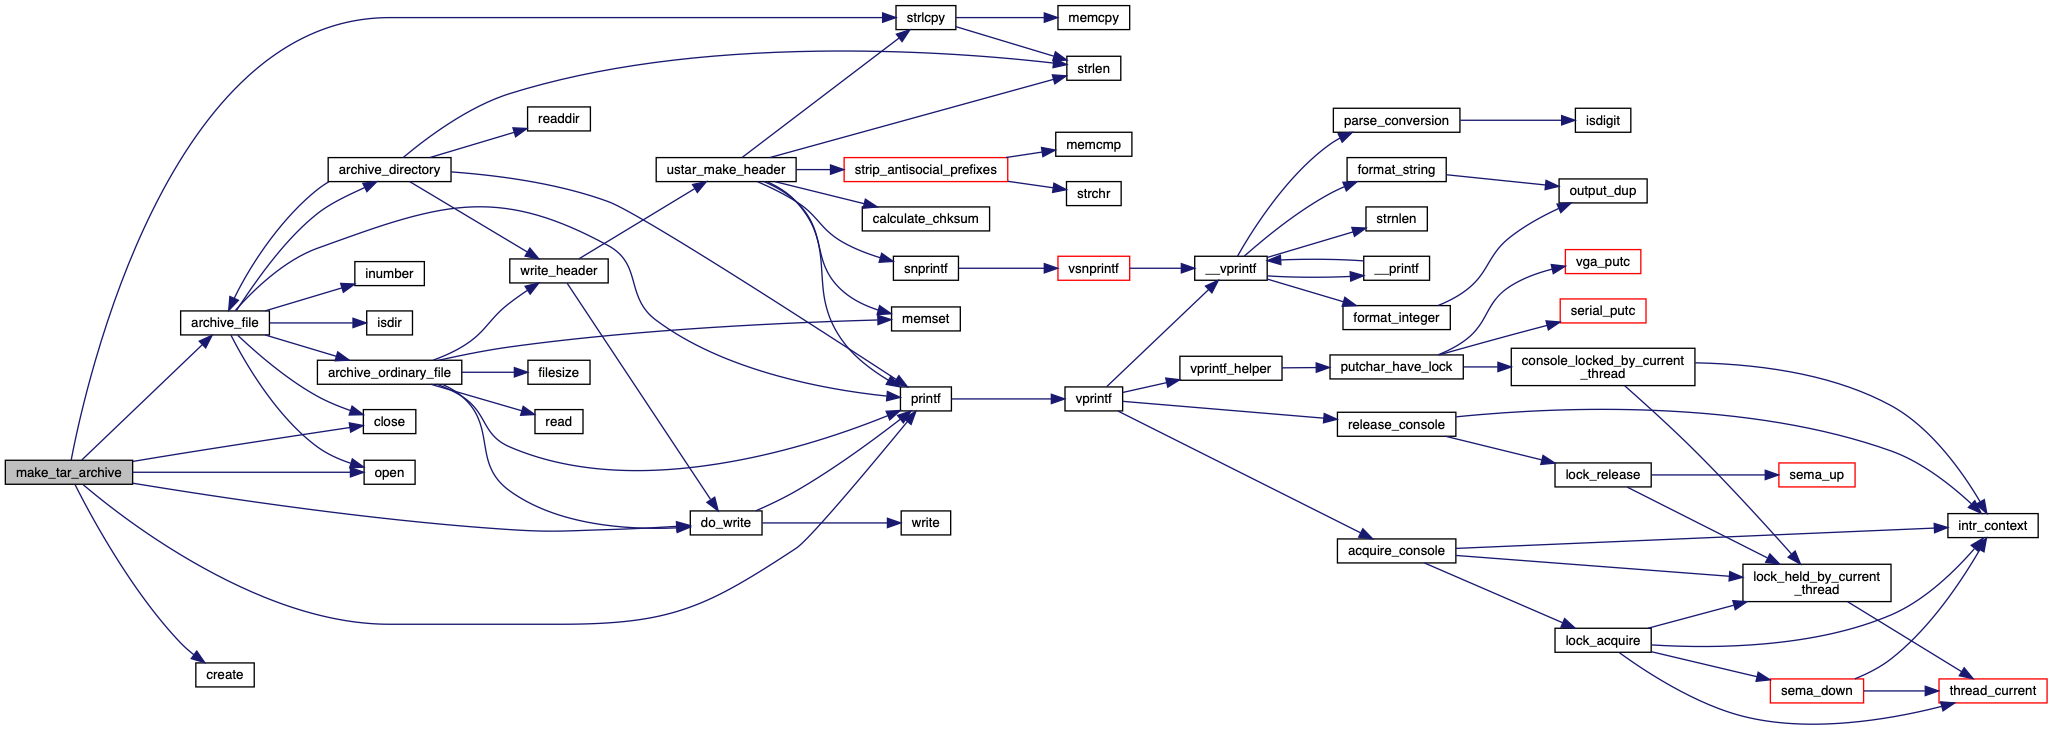 make_tar_archive
archive_file
create
archive_directory
inumber
isdir
archive_ordinary_file
close
open
readdir
write_header
filesize
read
ustar_make_header
do_write
strlcpy
strip_antisocial_prefixes
calculate_chksum
snprintf
memset
printf
write
memcpy
strlen
memcmp
strchr
vsnprintf
vprintf
__vprintf
vprintf_helper
parse_conversion
format_string
strnlen
__printf
format_integer
putchar_have_lock
release_console
acquire_console
isdigit
output_dup
vga_putc
serial_putc
console_locked_by_current
_thread
lock_release
lock_acquire
sema_up
lock_held_by_current
_thread
sema_down
intr_context
thread_current